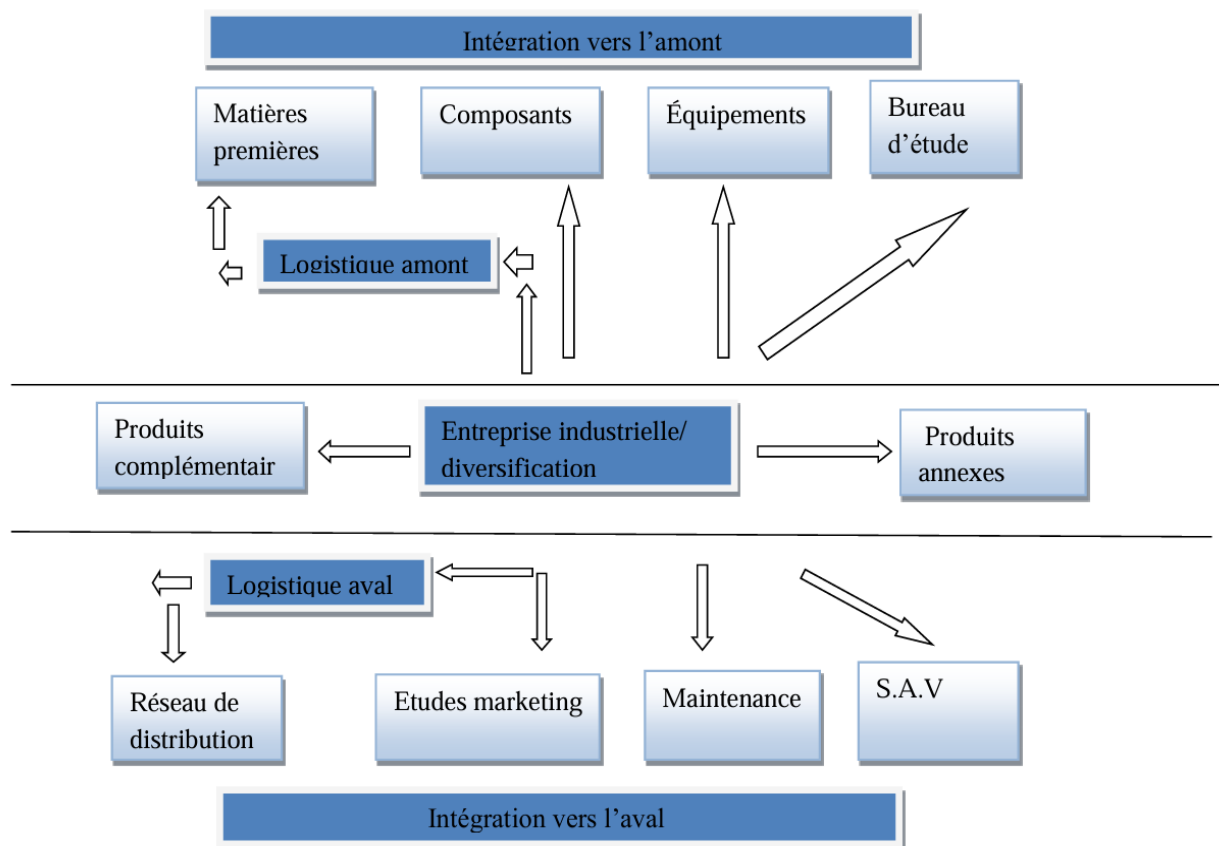 Intégration vers l’amont
Matières
premières
Composants
Équipements
Bureau
d’étude
Logistique amont
Produits
complémentair
Entreprise industrielle/
diversification
Produits
annexes
Logistique aval
Réseau de
distribution
Etudes marketing
Maintenance
S.A.V
Intégration vers l’aval